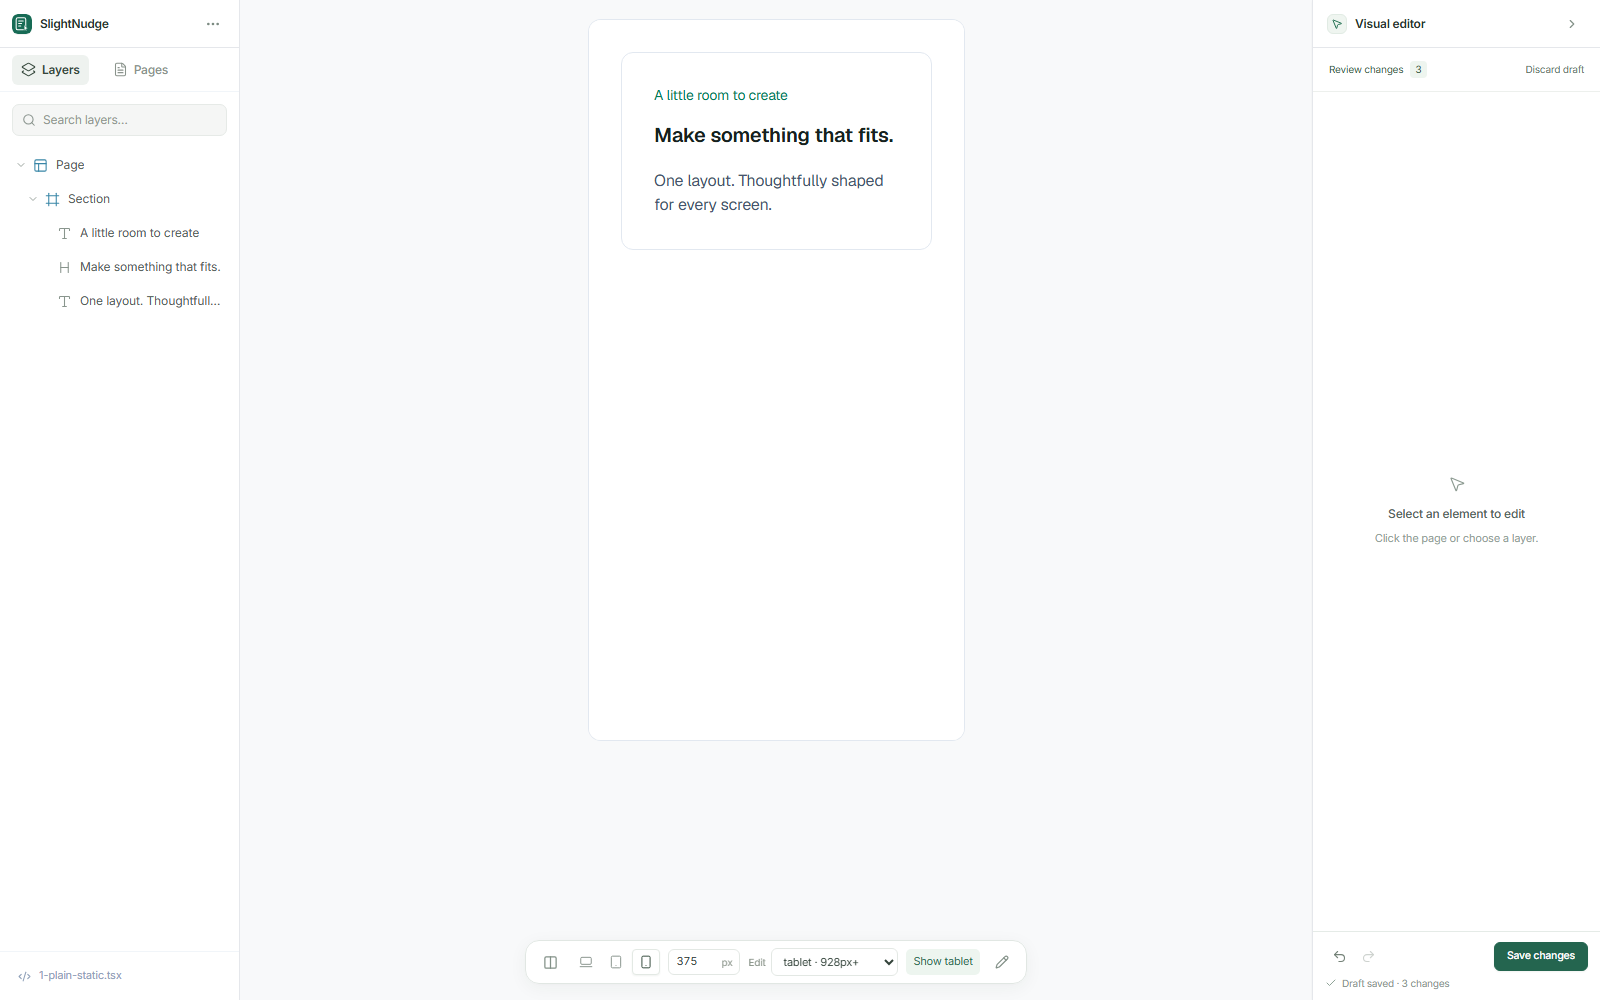 SlightNudge
Layers
Pages
Search layers...
Page
Section
A little room to create
Make something that fits.
One layout. Thoughtfull...
1-plain-static.tsx
A little room to create
Make something that fits.
One layout. Thoughtfully shaped
for every screen.
375 px
Edit
tablet · 928px+
Show tablet
Visual editor
Review changes 3
Discard draft
Select an element to edit
Click the page or choose a layer.
Save changes
Draft saved · 3 changes